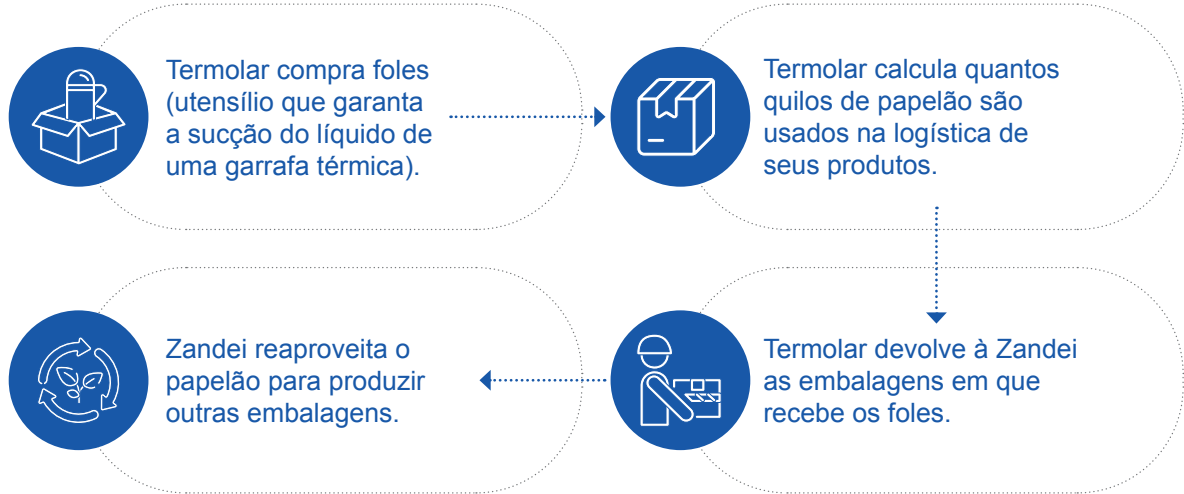 Termolar compra foles
(utensílio que garanta
a sucção do líquido de
uma garrafa térmica).
Termolar calcula quantos
quilos de papelão são
usados na logística de
seus produtos.
Termolar devolve à Zandei
as embalagens em que
recebe os foles.
Zandei reaproveita o
papelão para produzir
outras embalagens.